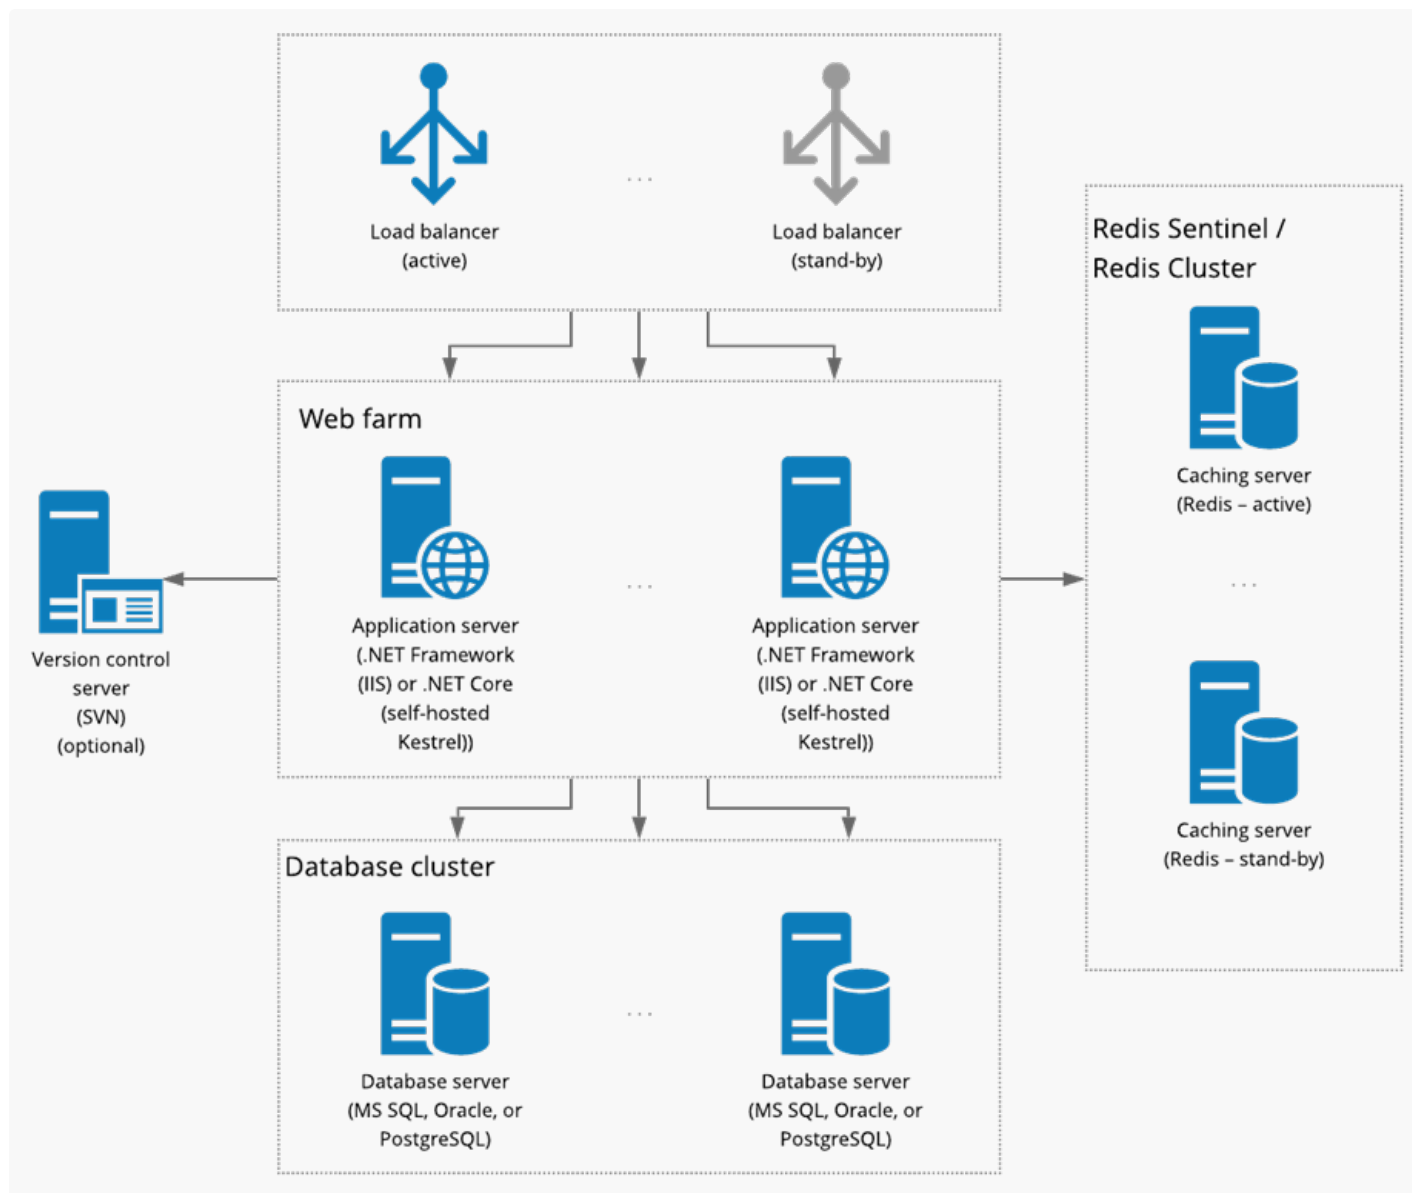 Load balancer
(active)
...
Load balancer
(stand-by)
Redis Sentinel /
Redis Cluster
Caching server
(Redis – active)
...
Caching server
(Redis – stand-by)
Web farm
Application server
(.NET Framework
(IIS) or .NET Core
(self-hosted
Kestrel))
...
Application server
(.NET Framework
(IIS) or .NET Core
(self-hosted
Kestrel))
Version control
server
(SVN)
(optional)
Database cluster
Database server
(MS SQL, Oracle, or
PostgreSQL)
...
Database server
(MS SQL, Oracle, or
PostgreSQL)